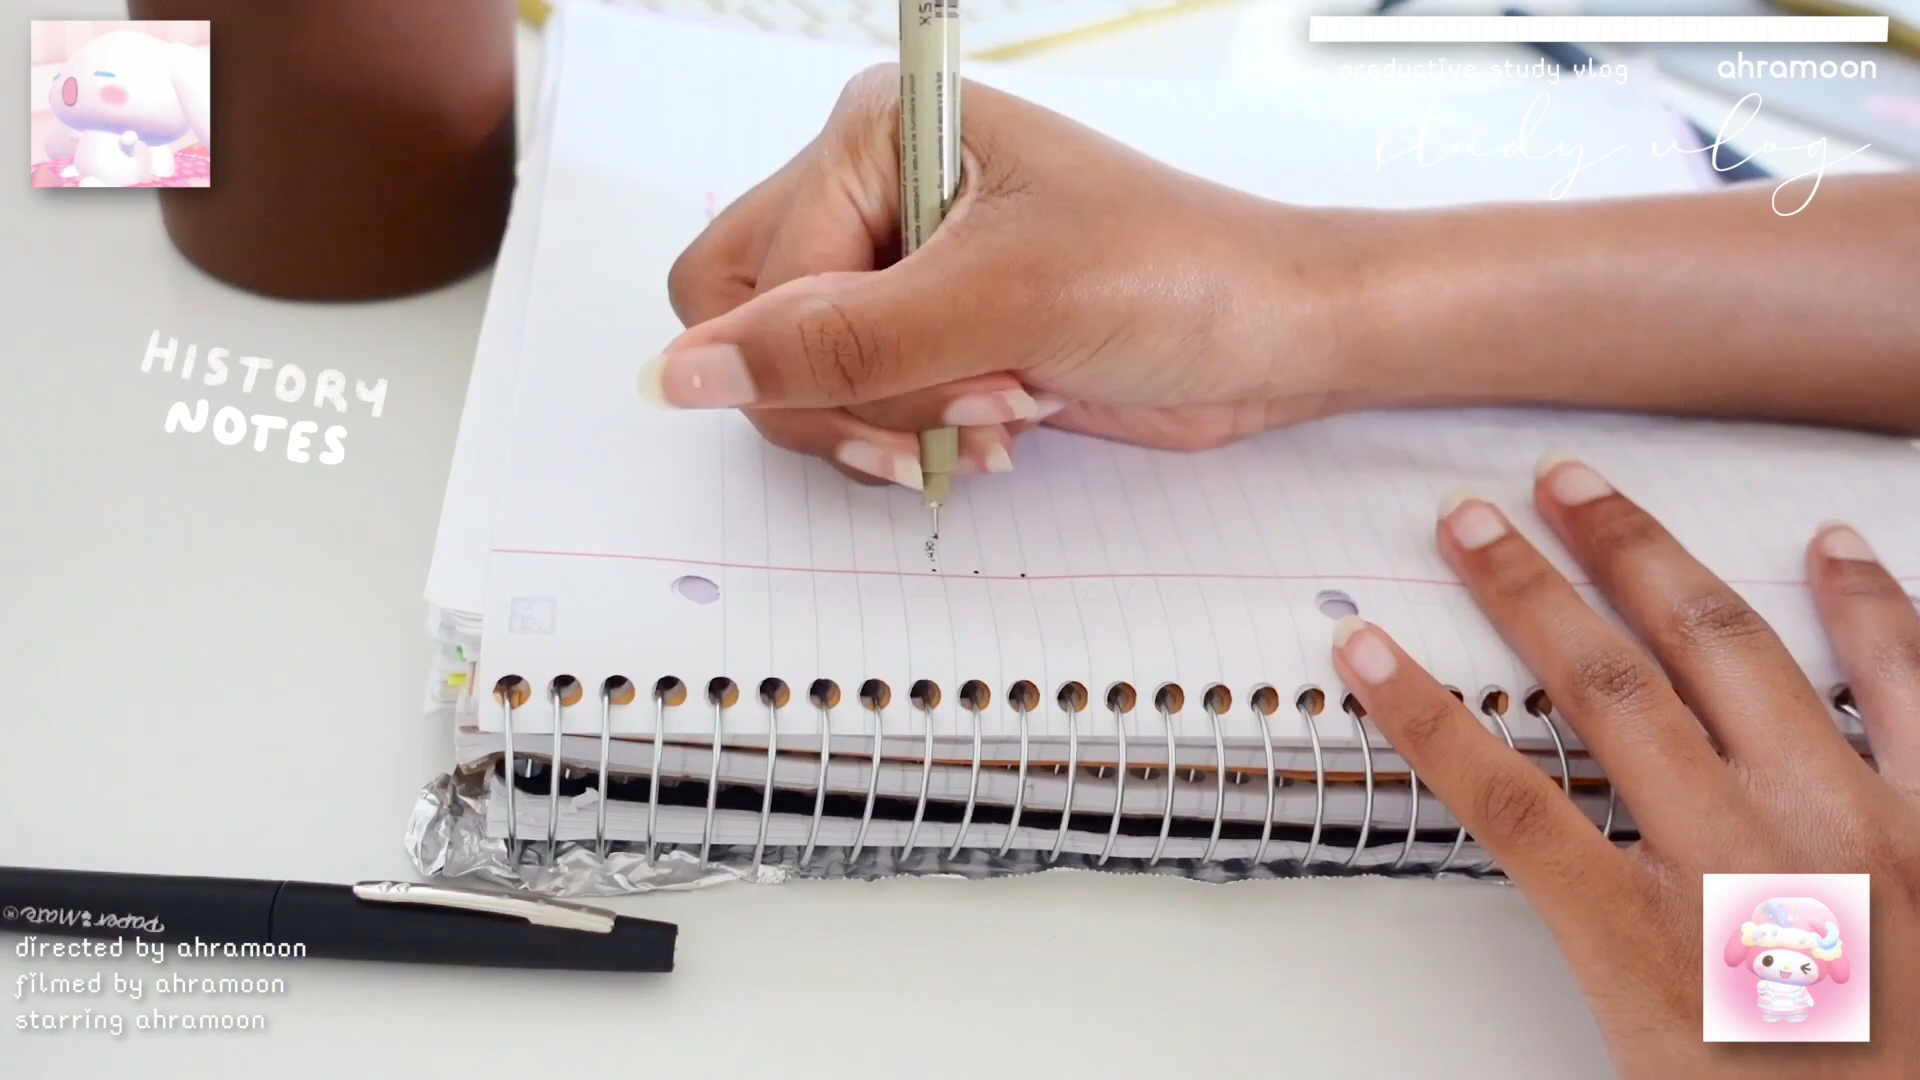 - productive study vlog
ahramoon
study vlog
HISTORY
NOTES
Paper Mate®
directed by ahramoon
filmed by ahramoon
starring ahramoon